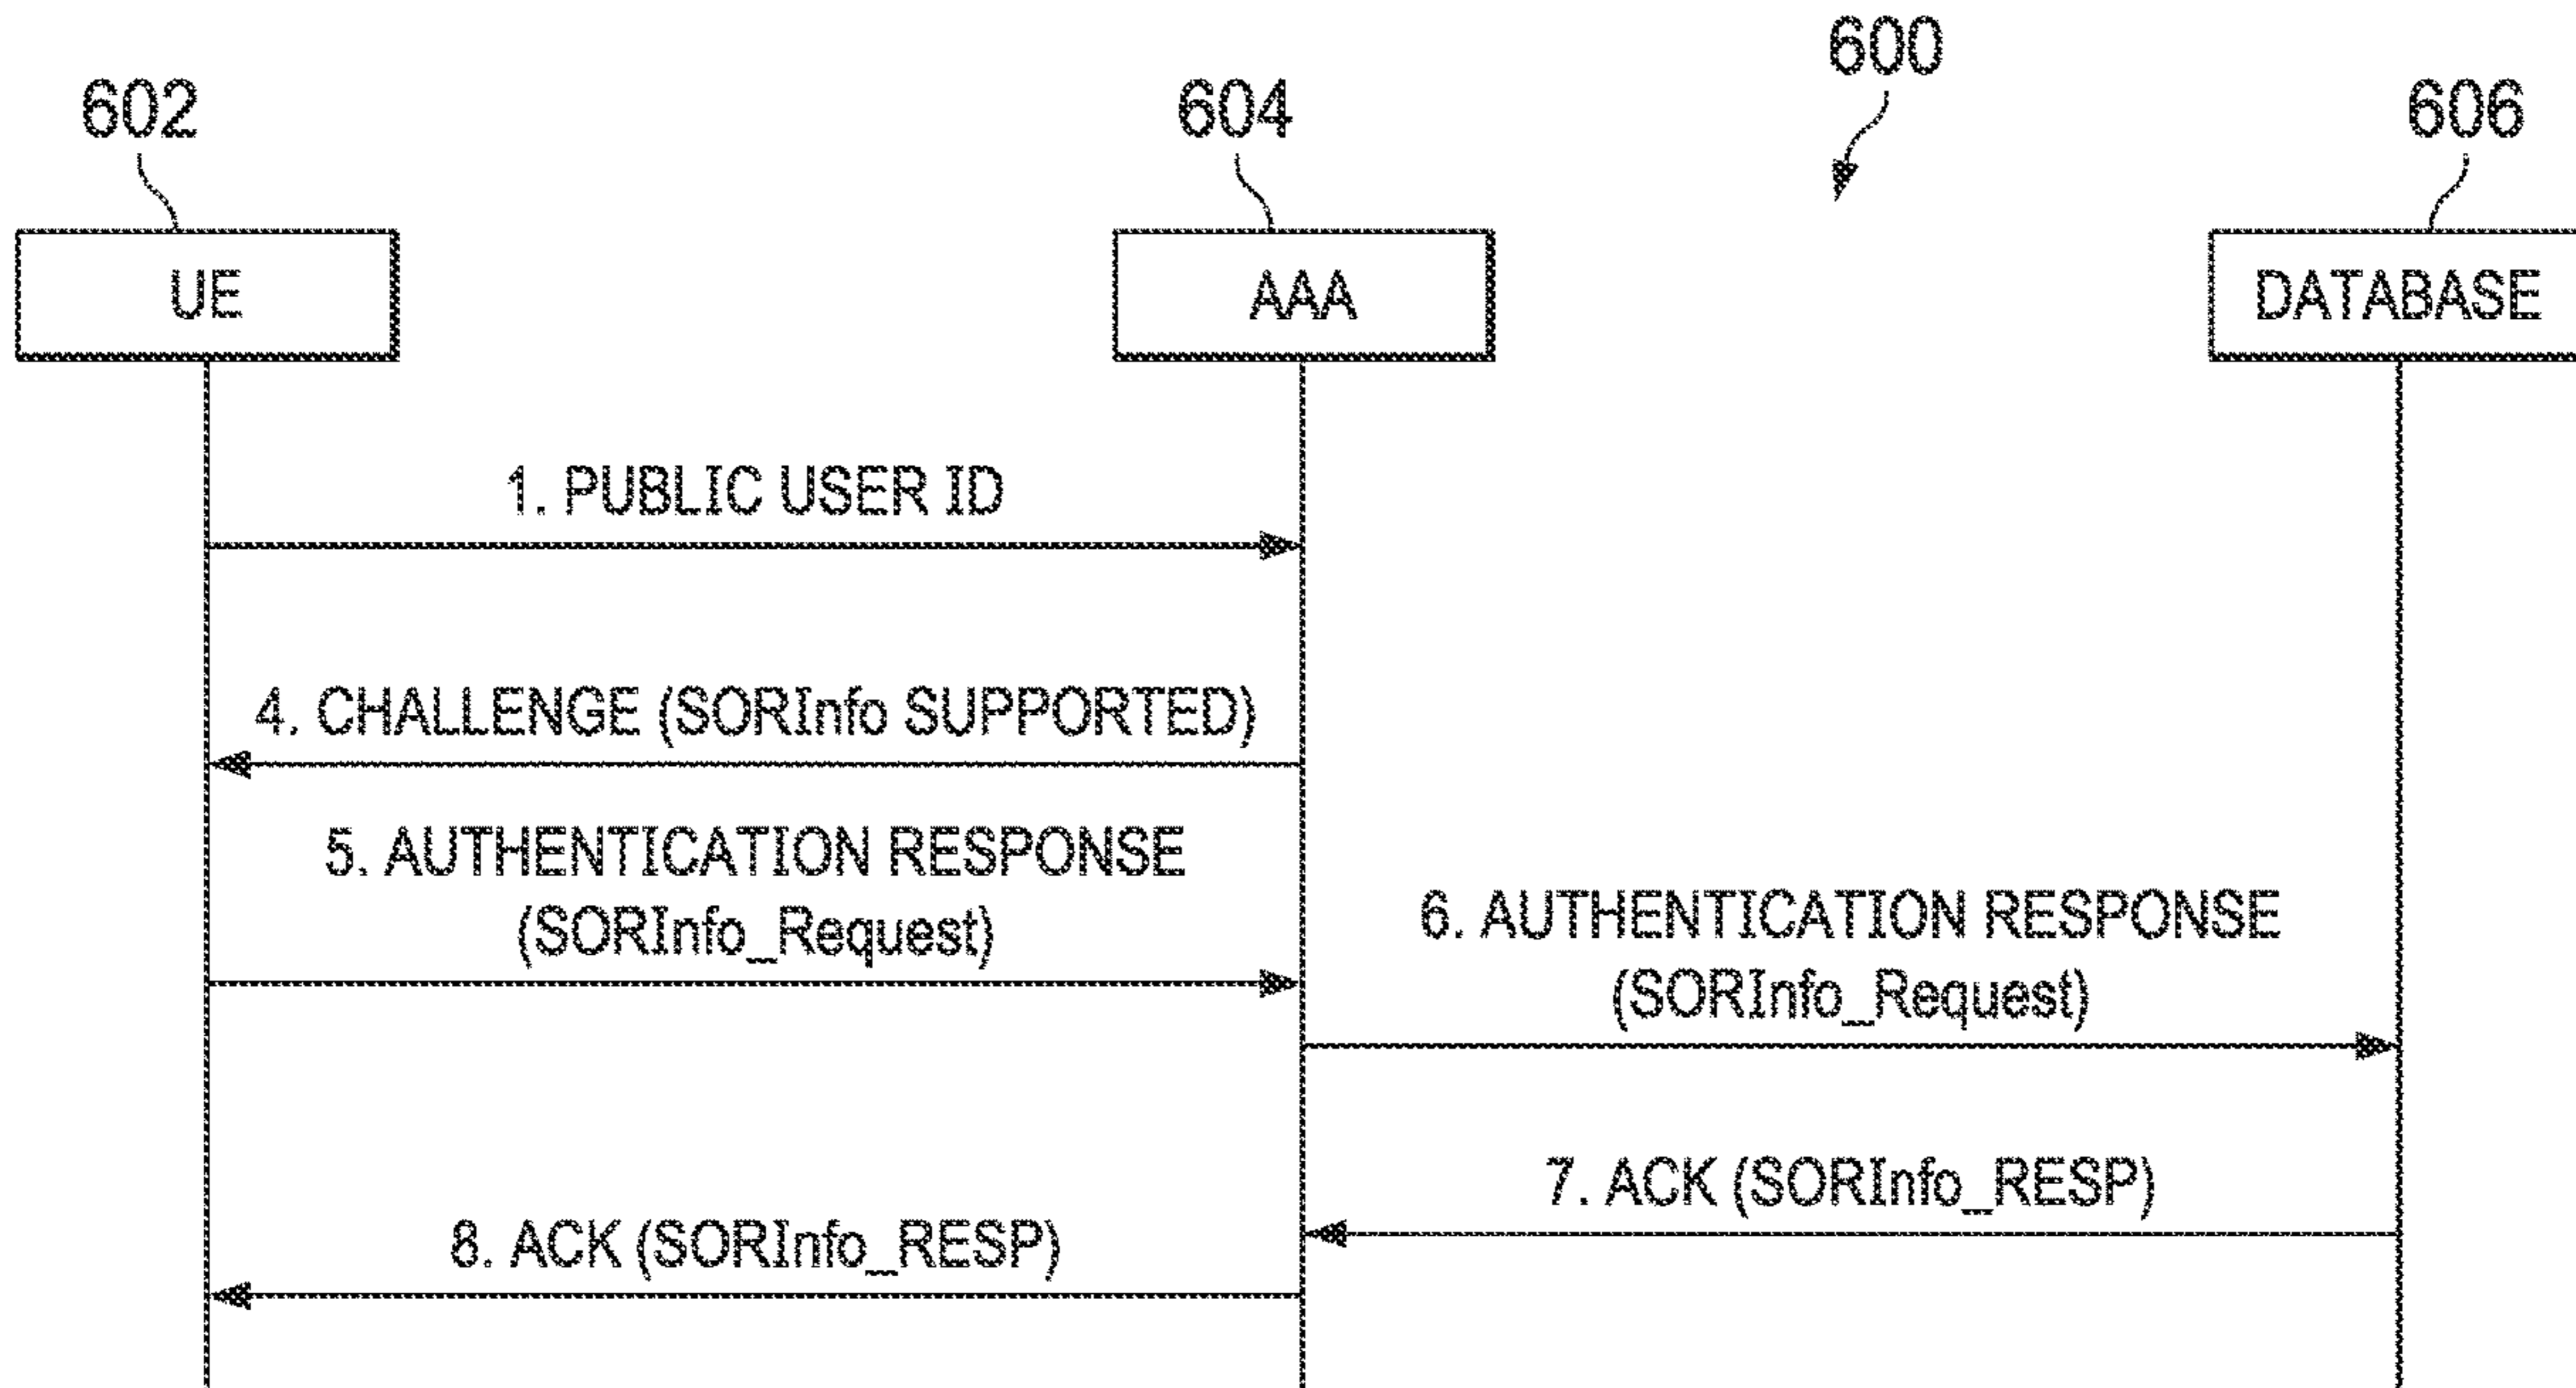 600
602
604
606
UE
AAA
DATABASE
1. PUBLIC USER ID
4. CHALLENGE (SORInfo SUPPORTED)
5. AUTHENTICATION RESPONSE
(SORInfo_Request)
6. AUTHENTICATION RESPONSE
(SORInfo_Request)
7. ACK (SORInfo_RESP)
8. ACK (SORInfo_RESP)